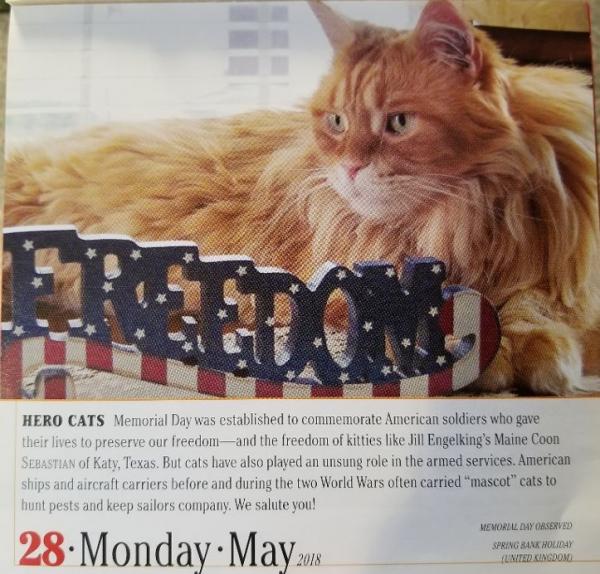 FREEDOM
HERO CATS Memorial Day was established to commemorate American soldiers who gave
their lives to preserve our freedom—and the freedom of kitties like Jill Engelking's Maine Coon
SEBASTIAN of Katy, Texas. But cats have also played an unsung role in the armed services. American
ships and aircraft carriers before and during the two World Wars often carried “mascot” cats to
hunt pests and keep sailors company. We salute you!
28·Monday·May 2018
MEMORIAL DAY OBSERVED
SPRING BANK HOLIDAY
(UNITED KINGDOM)